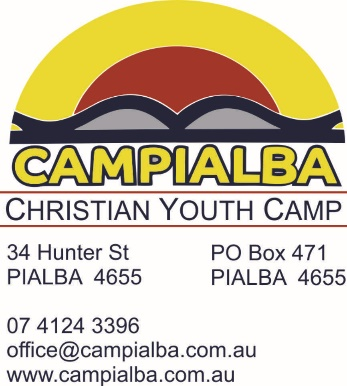 CAMPIALBA
CHRISTIAN YOUTH CAMP
34 Hunter St
PIALBA 4655
PO Box 471
PIALBA 4655
07 4124 3396
office@campialba.com.au
www.campialba.com.au